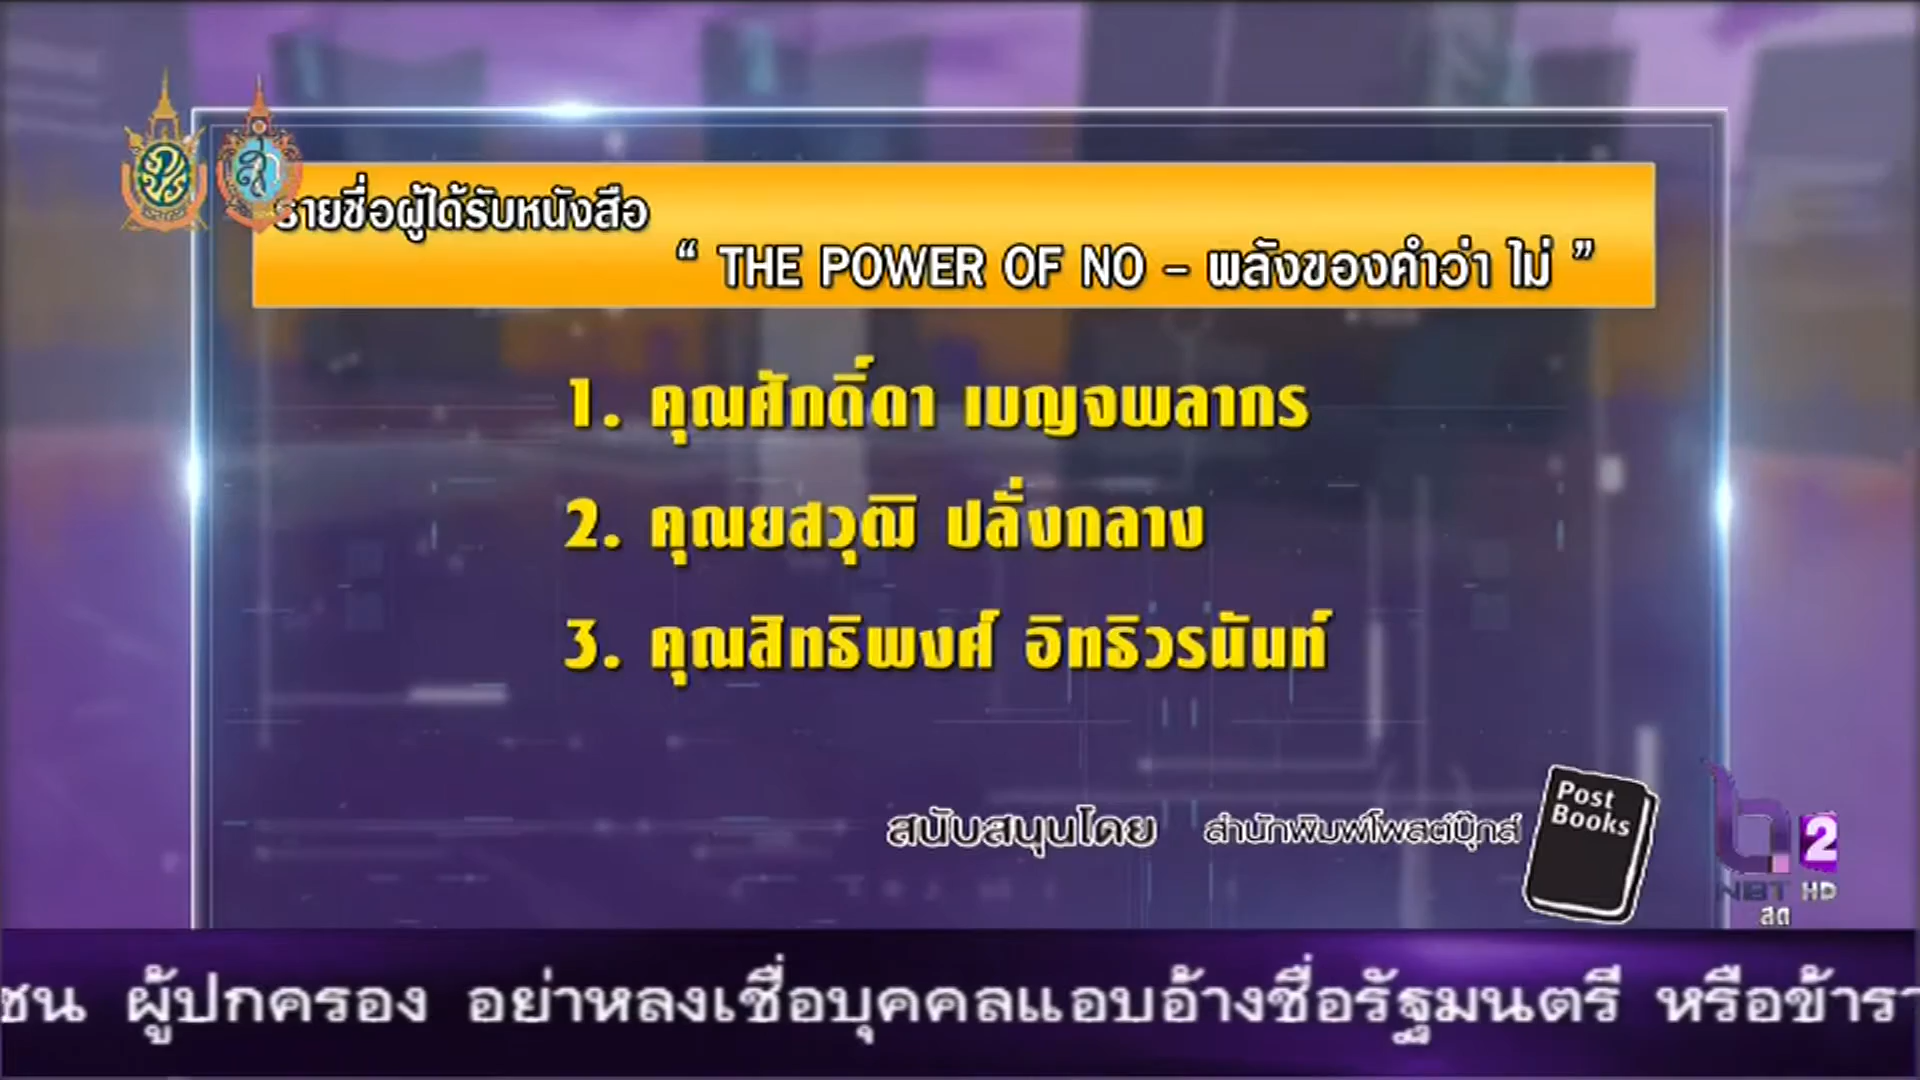 รายชื่อผู้ได้รับหนังสือ
“ THE POWER OF NO – พลังของคำว่า ไม่ ”
1. คุณศักดิ์ดา เบญจพลากร
2. คุณยสวุฒิ ปลั่งกลาง
3. คุณสิทธิพงศ์ อิทธิวรนันท์
สนับสนุนโดย สำนักพิมพ์โพสต์บุ๊กส์
Post
Books
2
NBT HD
สด
ชน ผู้ปกครอง อย่าหลงเชื่อบุคคลแอบอ้างชื่อรัฐมนตรี หรือข้ารา